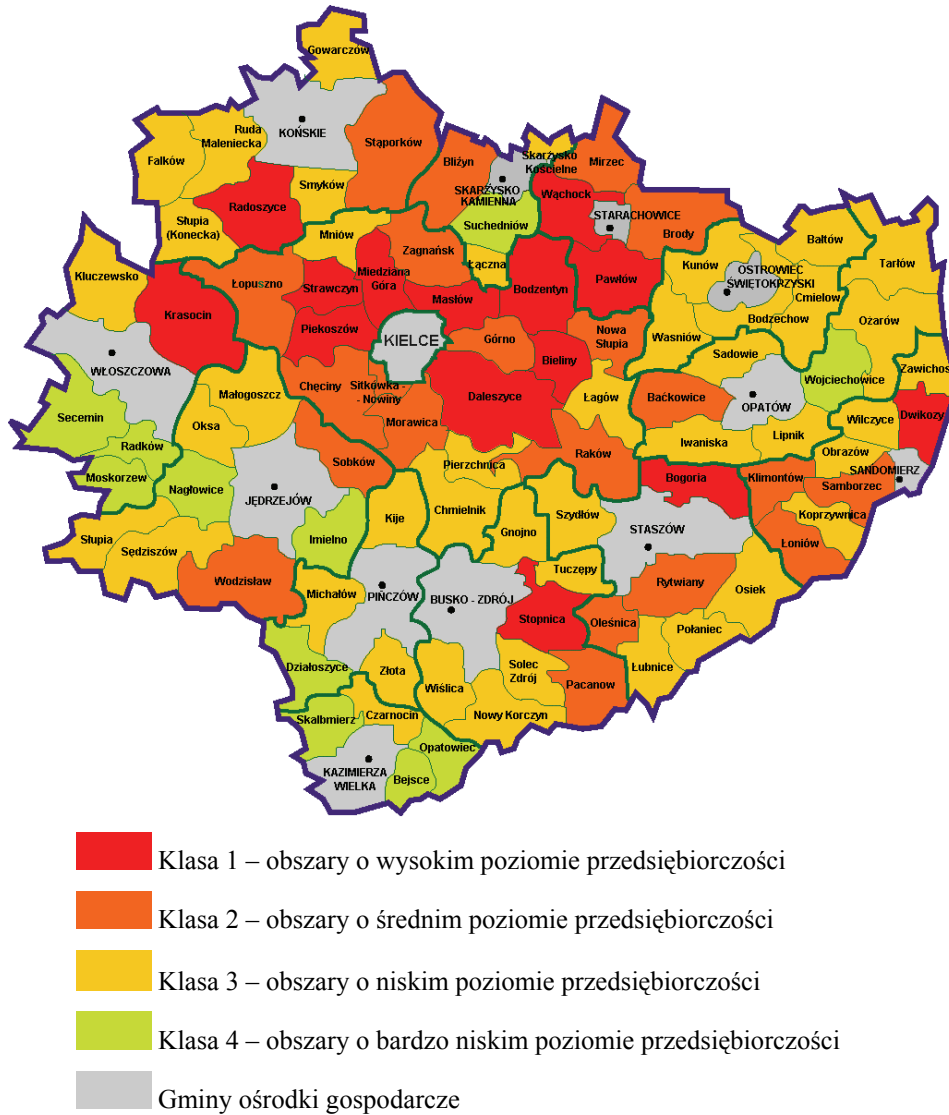 Gowarczów
KOŃSKIE
Ruda
Maleniecka
Fałków
Stąporków
Smyków
Radoszyce
Słupia
(Konecka)
Bliżyn
SKARŻYSKO
KAMIENNA
Skarżysko
Kościelne
Mirzec
Wąchock
STARACHOWICE
Suchedniów
Brody
Mniów
Zagnańsk
Łączna
Kluczewsko
Łopuszno
Strawczyn
Miedziana
Góra
Masłów
Bodzentyn
Pawłów
Kunów
OSTROWIEC
ŚWIĘTOKRZYSKI
Bałtów
Cmielow
Bodzechow
Tarłów
Ożarów
Krasocin
Piekoszów
KIELCE
Górno
Bieliny
Nowa
Słupia
Wasniów
Sadowie
WŁOSZCZOWA
Małogoszcz
Chęciny
Sitkówka -
- Nowiny
Morawica
Daleszyce
Łagów
Baćkowice
OPATÓW
Wojciechowice
Zawichos
Dwikozy
Secemin
Oksa
Radków
Moskorzew
Nagłowice
Sobków
Pierzchnica
Raków
Iwaniska
Lipnik
Wilczyce
Obrazów
SANDOMIERZ
JĘDRZEJÓW
Bogoria
Klimontów
Samborzec
Koprzywnica
Łoniów
Kije
Chmielnik
Gnojno
Szydłów
STASZÓW
Imielno
Słupia
Sędziszów
Wodzisław
Michałów
PIŃCZÓW
BUSKO - ZDRÓJ
Tuczępy
Rytwiany
Osiek
Stopnica
Oleśnica
Połaniec
Łubnice
Działoszyce
Złota
Wiślica
Solec
Zdrój
Pacanow
Nowy Korczyn
Skalbmierz
Czarnocin
Opatowiec
KAZIMIERZA
WIELKA
Bejsce
Klasa 1 – obszary o wysokim poziomie przedsiębiorczości
Klasa 2 – obszary o średnim poziomie przedsiębiorczości
Klasa 3 – obszary o niskim poziomie przedsiębiorczości
Klasa 4 – obszary o bardzo niskim poziomie przedsiębiorczości
Gminy ośrodki gospodarcze